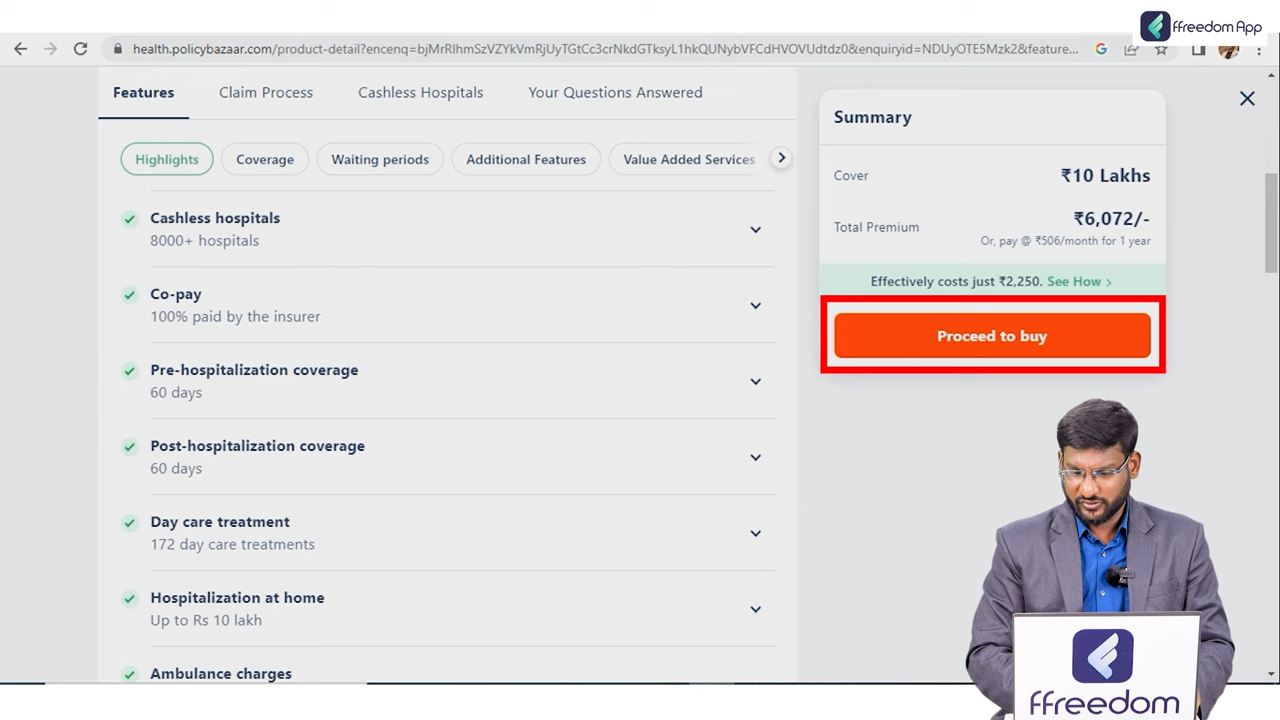 ffreedom App
health.policybazaar.com/product-detail?encenq=bjMrRlhmSzVZYkVmRjUyTGtCc3crNkdGTksyL1hkQUNybVFCdHVOVUdtdz0&enquiryid=NDUyOTE5Mzk2&feature...
Features
Claim Process
Cashless Hospitals
Your Questions Answered
Highlights
Coverage
Waiting periods
Additional Features
Value Added Services
Cashless hospitals
8000+ hospitals
Co-pay
100% paid by the insurer
Pre-hospitalization coverage
60 days
Post-hospitalization coverage
60 days
Day care treatment
172 day care treatments
Hospitalization at home
Up to Rs 10 lakh
Ambulance charges
Summary
Cover
₹10 Lakhs
Total Premium
₹6,072/-
Or, pay @ ₹506/month for 1 year
Effectively costs just ₹2,250. See How >
Proceed to buy
ffreedom